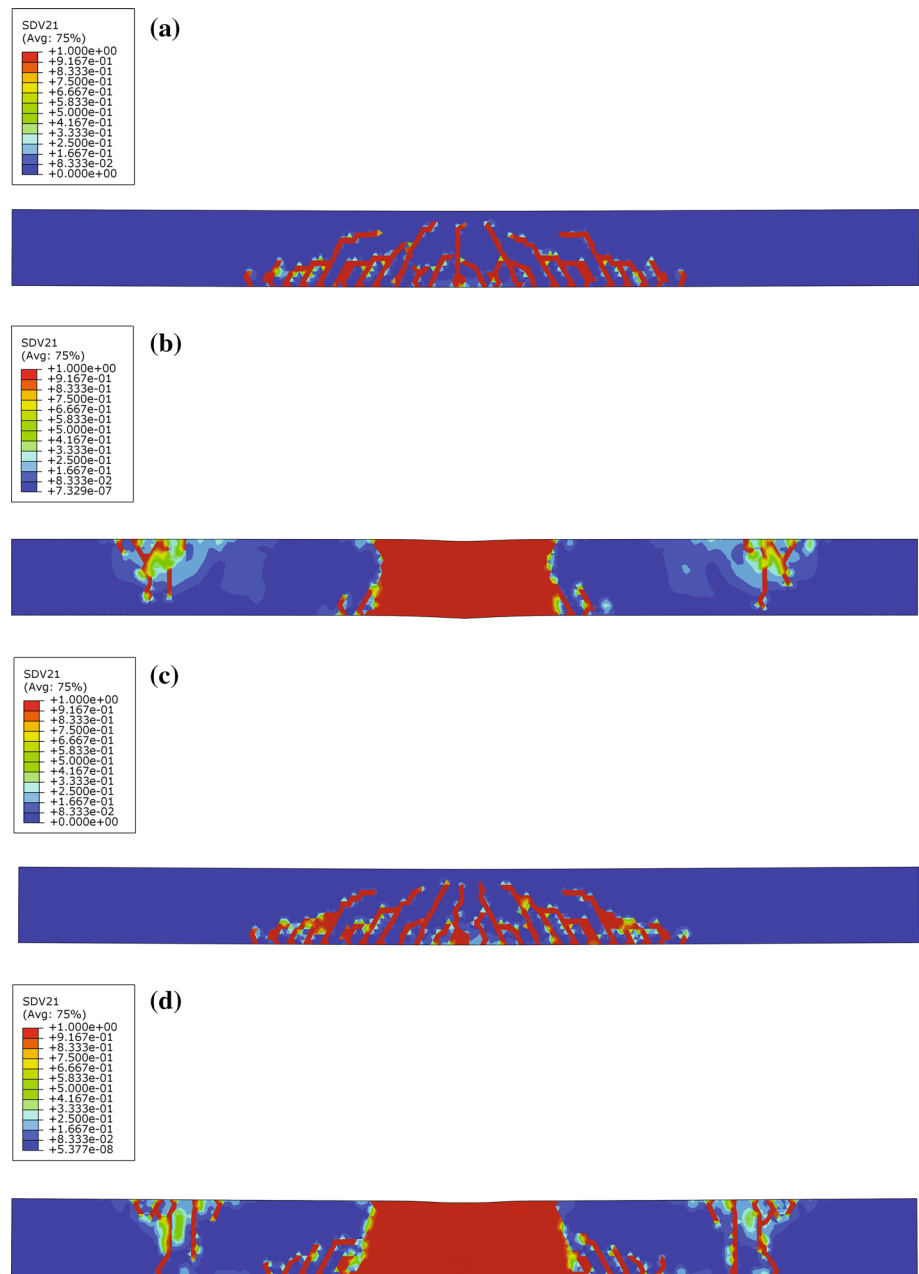 SDV21
(Avg: 75%)
+1.000e+00
+9.167e-01
+8.333e-01
+7.500e-01
+6.667e-01
+5.833e-01
+5.000e-01
+4.167e-01
+3.333e-01
+2.500e-01
+1.667e-01
+8.333e-02
+0.000e+00
(a)
SDV21
(Avg: 75%)
+1.000e+00
+9.167e-01
+8.333e-01
+7.500e-01
+6.667e-01
+5.833e-01
+5.000e-01
+4.167e-01
+3.333e-01
+2.500e-01
+1.667e-01
+8.333e-02
+7.329e-07
(b)
SDV21
(Avg: 75%)
+1.000e+00
+9.167e-01
+8.333e-01
+7.500e-01
+6.667e-01
+5.833e-01
+5.000e-01
+4.167e-01
+3.333e-01
+2.500e-01
+1.667e-01
+8.333e-02
+0.000e+00
(c)
SDV21
(Avg: 75%)
+1.000e+00
+9.167e-01
+8.333e-01
+7.500e-01
+6.667e-01
+5.833e-01
+5.000e-01
+4.167e-01
+3.333e-01
+2.500e-01
+1.667e-01
+8.333e-02
+5.377e-08
(d)